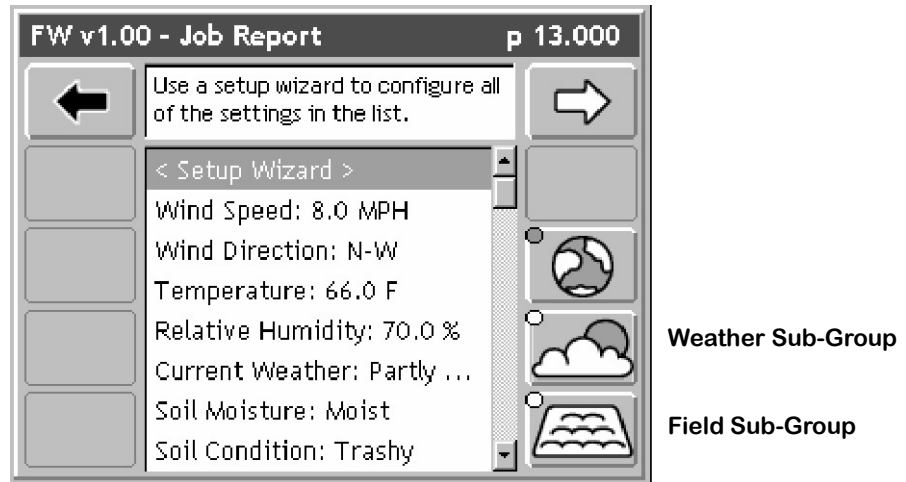 FW v1.00 - Job Report p 13.000
Use a setup wizard to configure all
of the settings in the list.
< Setup Wizard >
Wind Speed: 8.0 MPH
Wind Direction: N-W
Temperature: 66.0 F
Relative Humidity: 70.0 %
Current Weather: Partly ...
Soil Moisture: Moist
Soil Condition: Trashy
Weather Sub-Group
Field Sub-Group